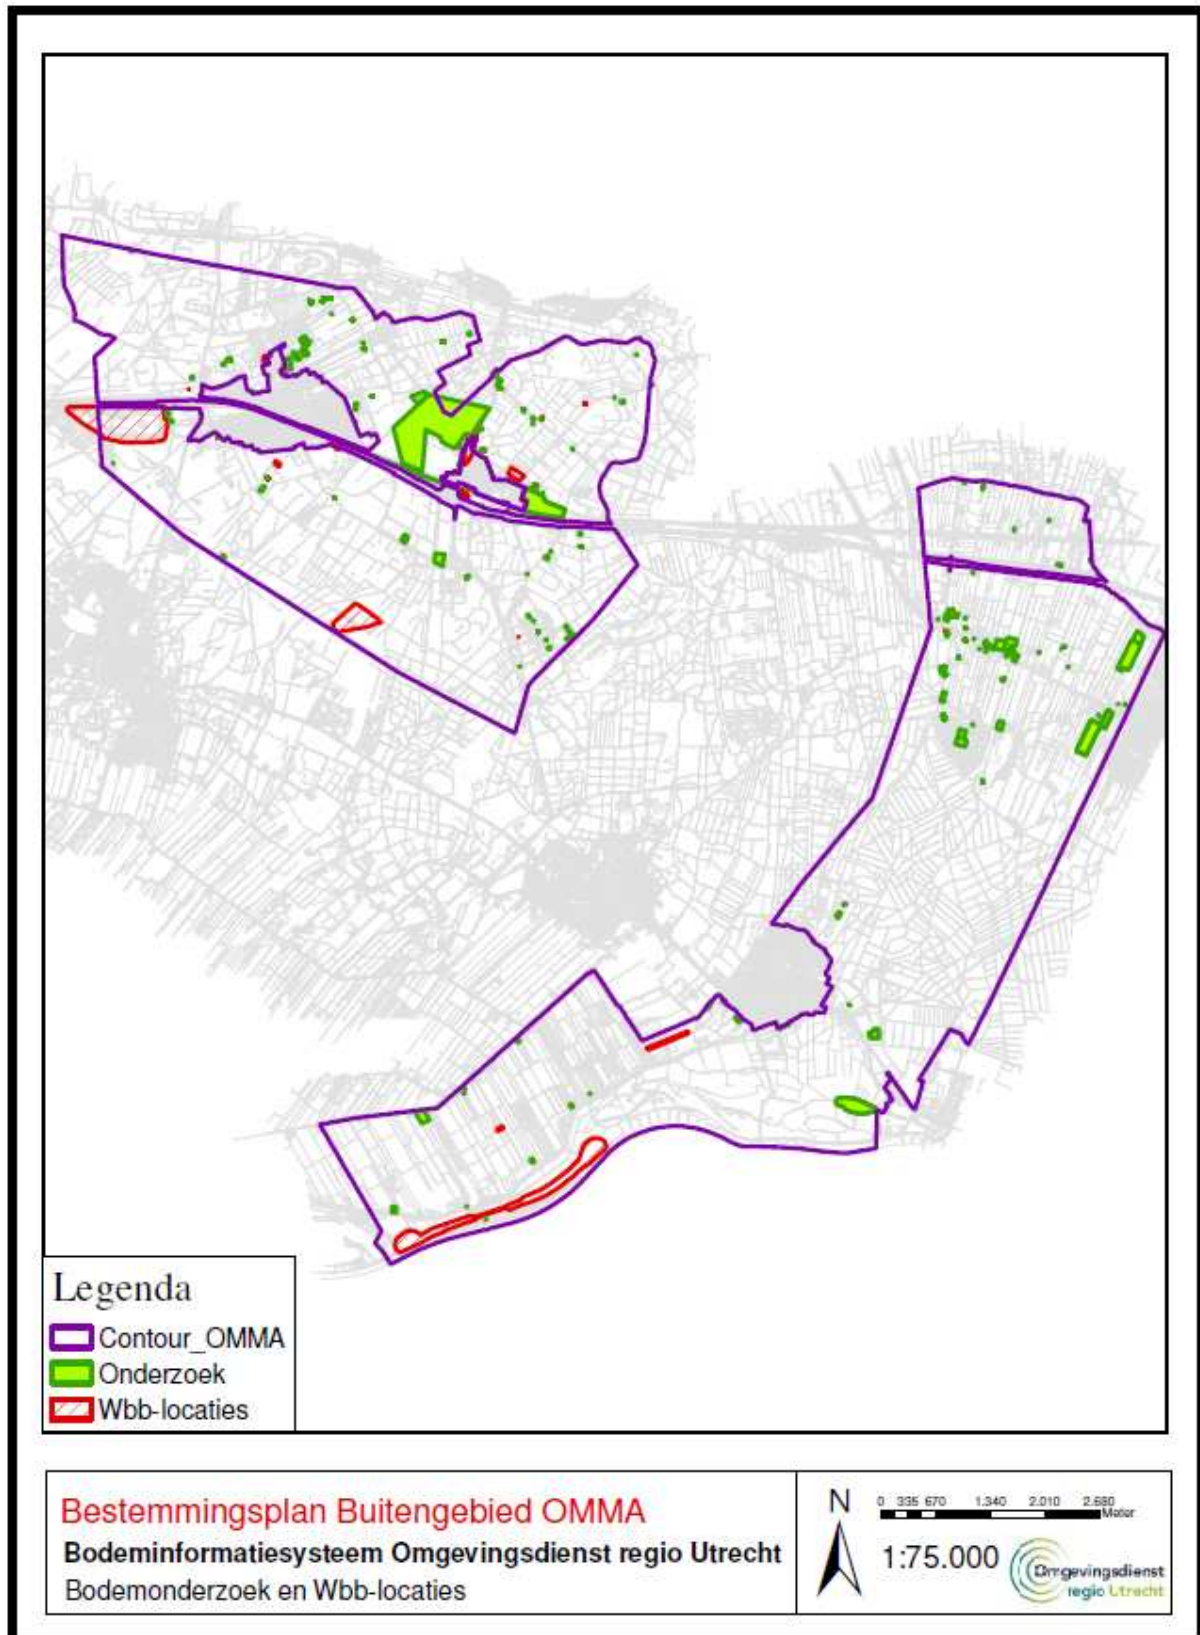 Legenda
Contour_OMMA
Onderzoek
Wbb-locaties
Bestemmingsplan Buitengebied OMMA
Bodeminformatiesysteem Omgevingsdienst regio Utrecht
Bodemonderzoek en Wbb-locaties
N
0 335 670 1.340 2.010 2.680
Meter
1:75.000
Omgevingsdienst
regio Utrecht